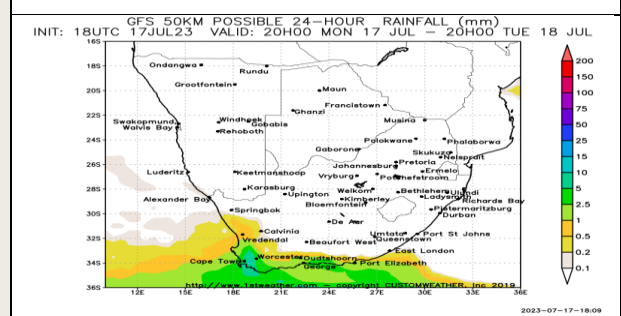 GFS 50KM POSSIBLE 24-HOUR RAINFALL (mm)
INIT: 18UTC 17JUL23 VALID: 20H00 MON 17 JUL - 20H00 TUE 18 JUL
16S
18S
20S
22S
24S
26S
28S
30S
32S
34S
36S
Ondangwa
Rundu
Grootfontein
Maun
Francistown
Ghanzi
Musina
Swakopmund
Windhoek
Gobabis
Walvis Bay
Rehoboth
Polokwane
Phalaborwa
Gaborone
Skukuza
Nelspruit
Pretoria
Johannesburg
Ermelo
Luderitz
Keetmanshoop
Vryburg
Potchefstroom
Karasburg
Upington
Welkom
Bethlehem
Ulundi
Ladysmith
Alexander Bay
Kimberley
Richards Bay
Bloemfontein
Springbok
Pietermaritzburg
Durban
De Aar
Calvinia
Vredendal
Beaufort West
Umtata
Port St Johns
Queenstown
East London
Worcester
Oudtshoorn
Cape Town
George
Port Elizabeth
http://www.1stweather.com - copyright CUSTOMWEATHER, Inc 2019
12E 15E 18E 21E 24E 27E 30E 33E 36E
200
150
100
75
50
25
15
10
5
2.5
1
0.5
0.2
0.1
2023-07-17-18:09